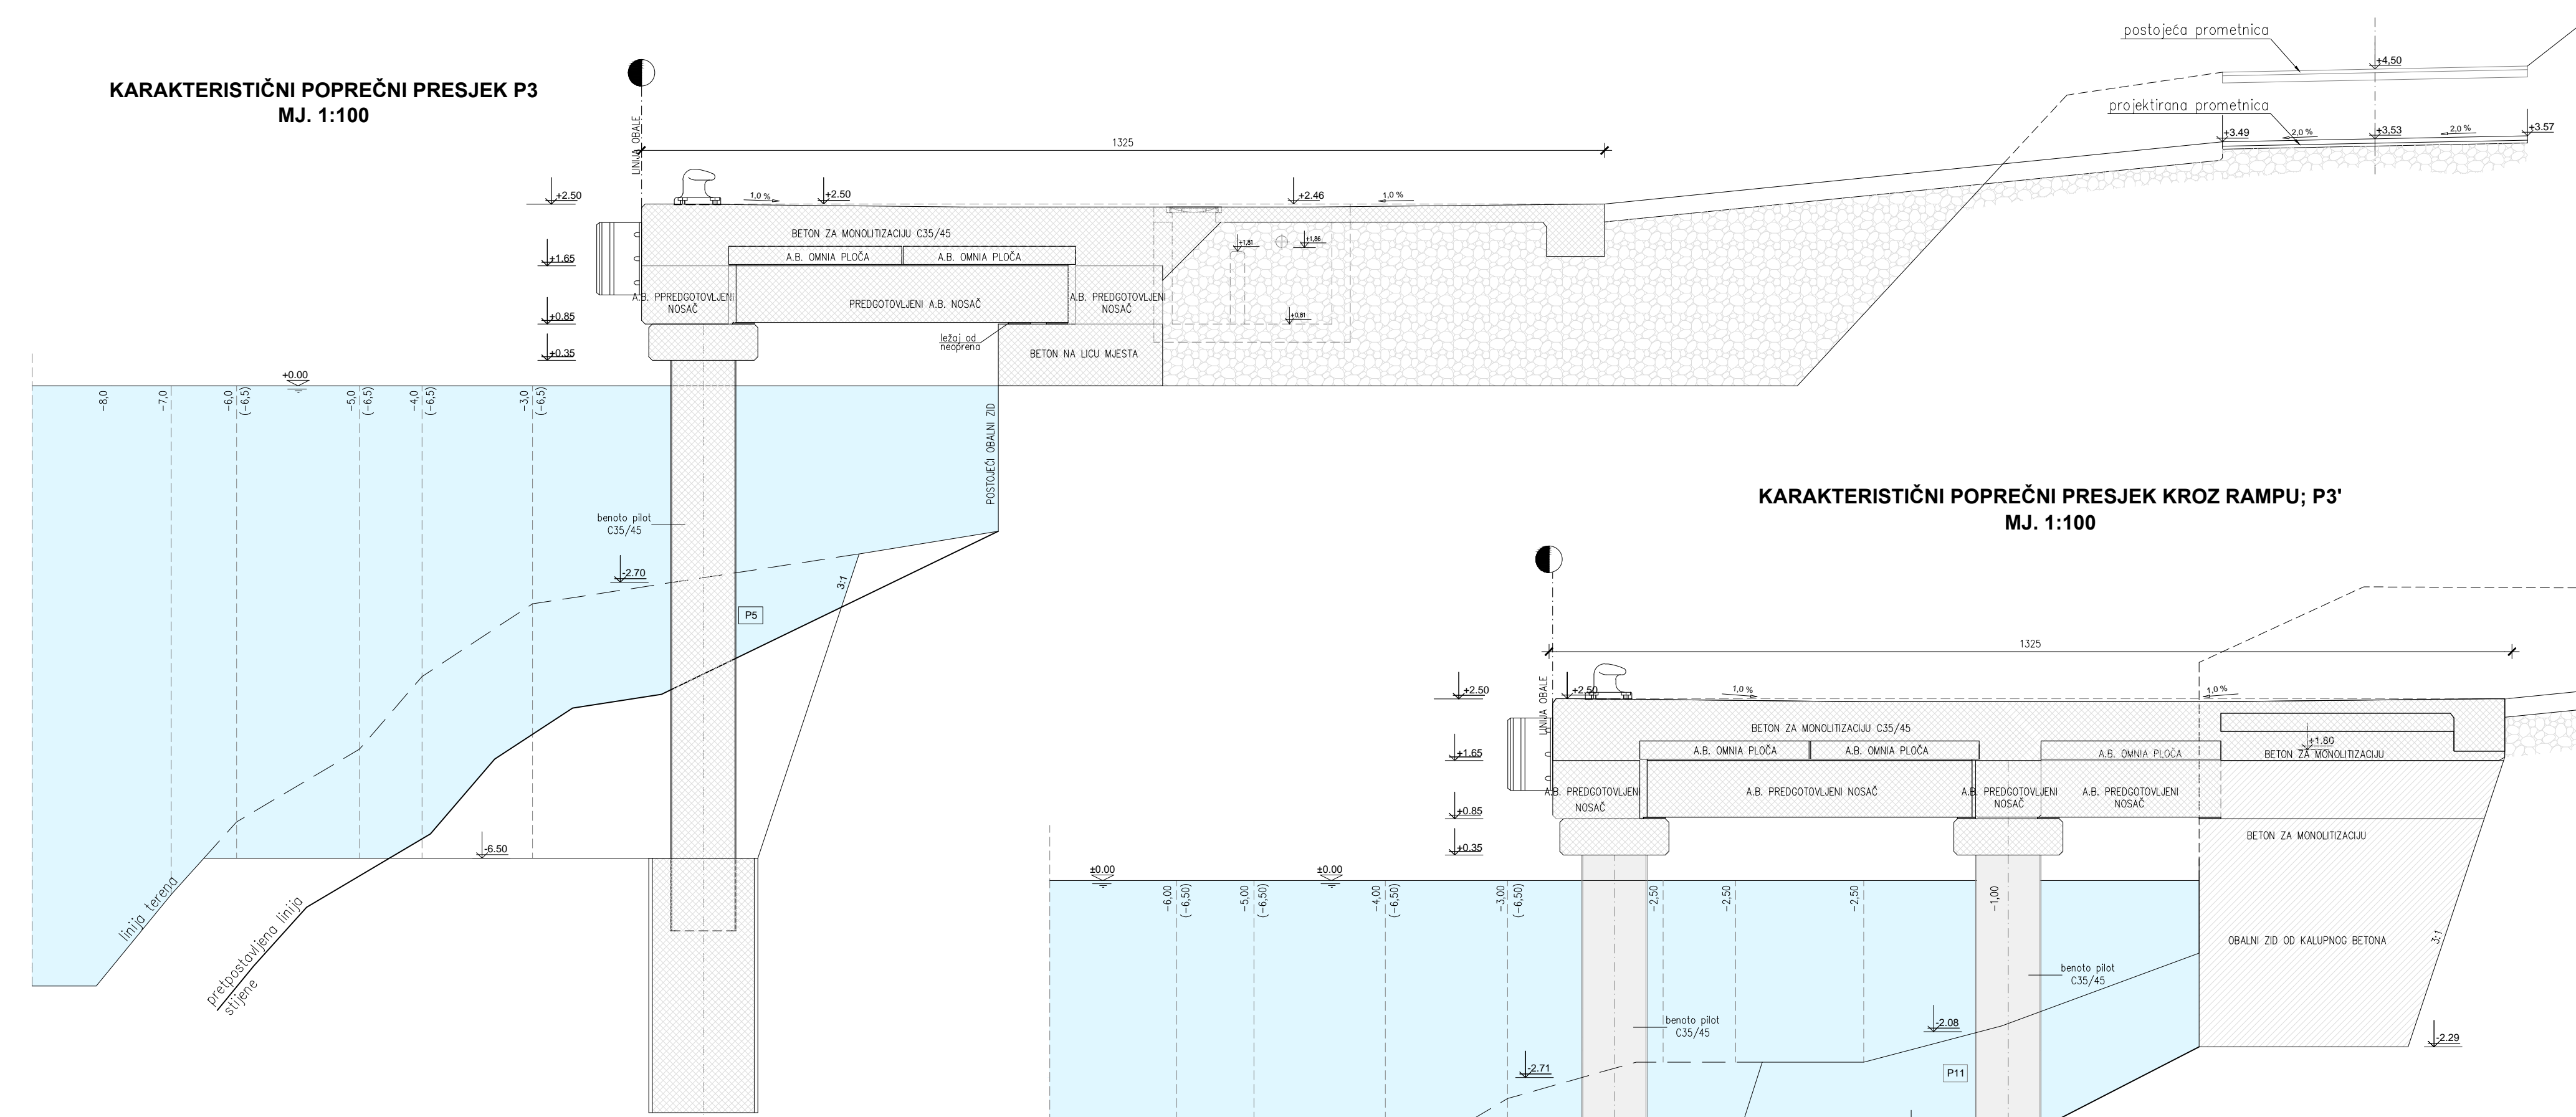 KARAKTERISTIČNI POPREČNI PRESJEK P3
MJ. 1:100
LINIJA OBALE
1325
postojeća prometnica
+4,50
projektirana prometnica
+3.49
2,0 %
+3.53
2,0 %
+3.57
+2.50
1,0 %
+2.50
+2.46
1,0 %
BETON ZA MONOLITIZACIJU C35/45
A.B. OMNIA PLOČA
A.B. OMNIA PLOČA
+1,81
+1,86
+1.65
A.B. PPREDGOTOVLJENI
NOSAČ
PREDGOTOVLJENI A.B. NOSAČ
A.B. PREDGOTOVLJENI
NOSAČ
+0.85
+0,81
ležaj od
neoprena
BETON NA LICU MJESTA
+0.35
+0.00
-8,0
-7,0
-6,0
(-6,5)
-5,0
(-6,5)
-4,0
(-6,5)
-3,0
(-6,5)
POSTOJEĆI OBALNI ZID
benoto pilot
C35/45
-2.70
3:1
P5
-6.50
linija terena
pretpostavljena linija
stijene
KARAKTERISTIČNI POPREČNI PRESJEK KROZ RAMPU; P3'
MJ. 1:100
LINIJA OBALE
1325
+2.50
+2.50
1,0 %
1,0 %
BETON ZA MONOLITIZACIJU C35/45
A.B. OMNIA PLOČA
A.B. OMNIA PLOČA
A.B. OMNIA PLOČA
+1.80
BETON ZA MONOLITIZACIJU
+1.65
A.B. PREDGOTOVLJENI
NOSAČ
A.B. PREDGOTOVLJENI NOSAČ
A.B. PREDGOTOVLJENI
NOSAČ
A.B. PREDGOTOVLJENI
NOSAČ
+0.85
BETON ZA MONOLITIZACIJU
+0.35
±0.00
±0.00
-6,00
(-6,50)
-5,00
(-6,50)
-4,00
(-6,50)
-3,00
(-6,50)
-2,50
-2,50
-2,50
-1,00
OBALNI ZID OD KALUPNOG BETONA
3:1
benoto pilot
C35/45
benoto pilot
C35/45
-2.08
-2.29
-2.71
P11